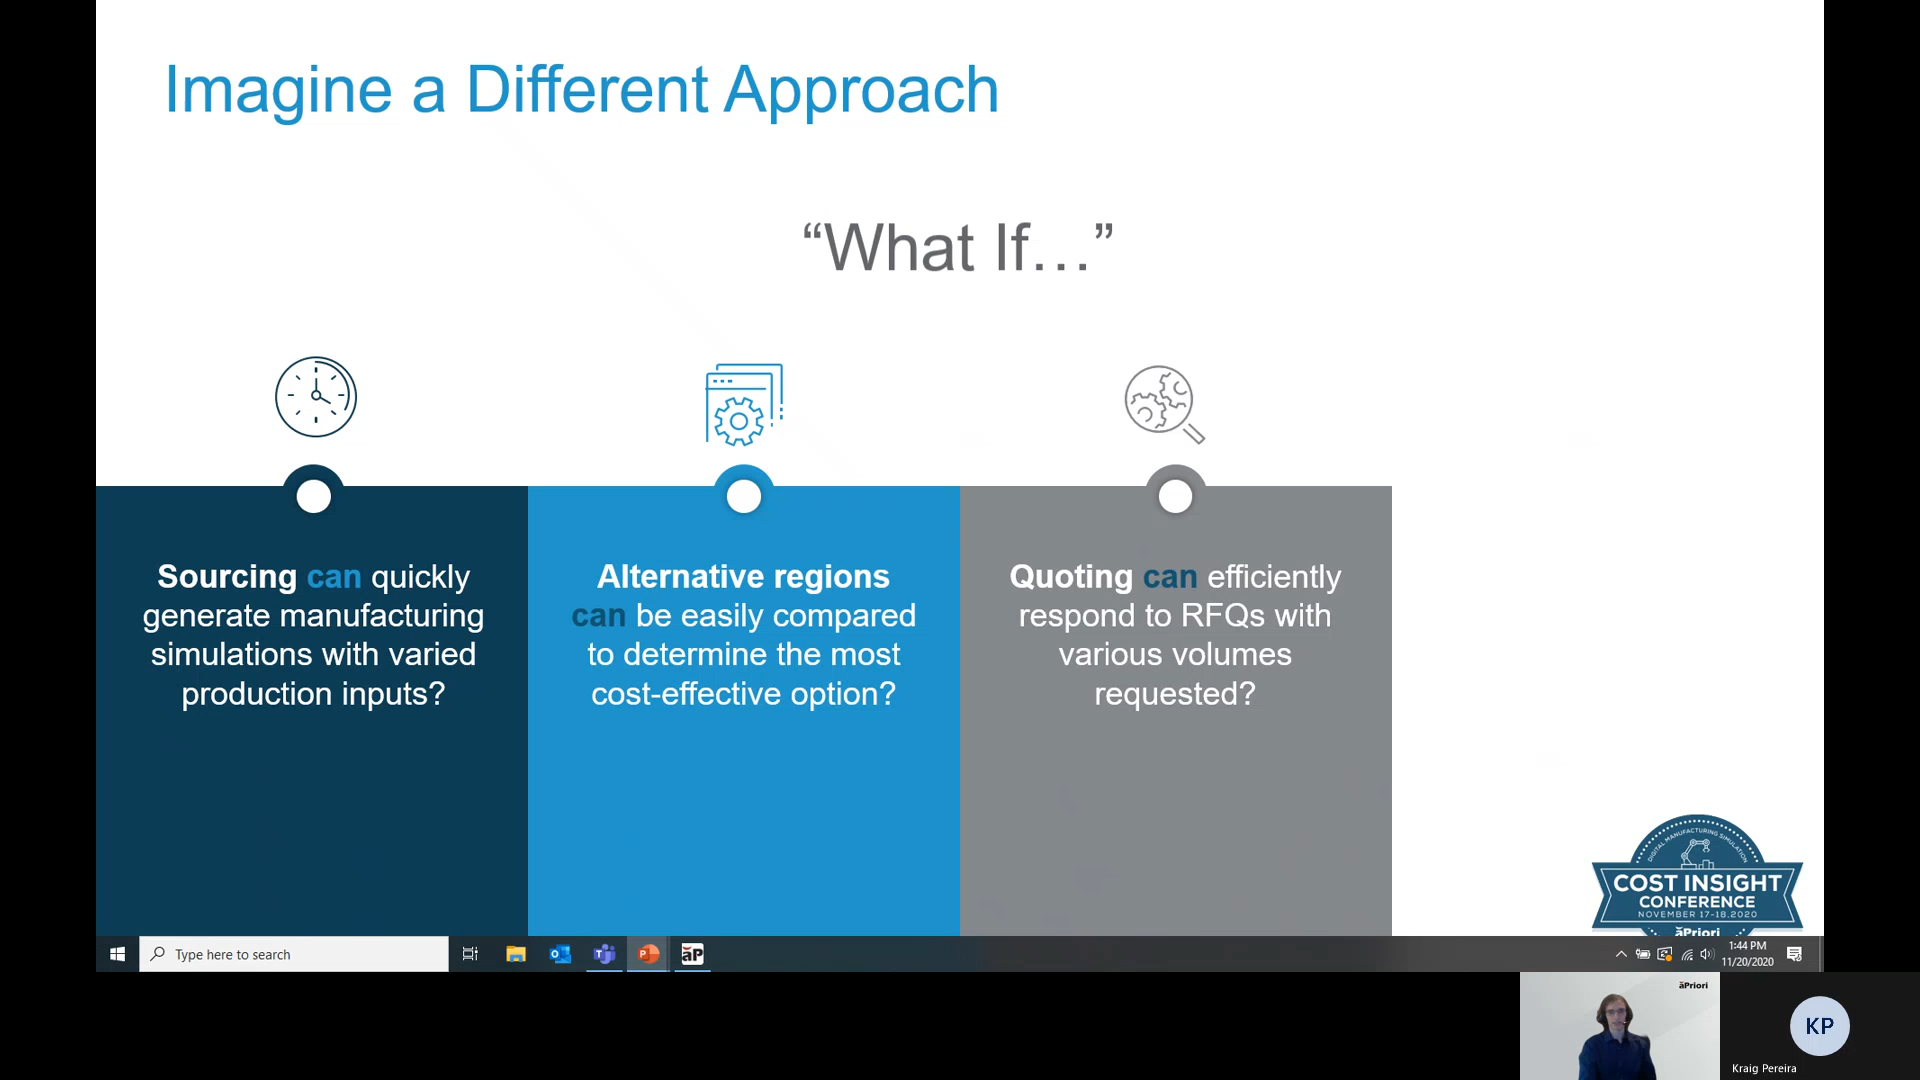 Imagine a Different Approach
“What If…”
Sourcing can quickly
generate manufacturing
simulations with varied
production inputs?
Alternative regions
can be easily compared
to determine the most
cost-effective option?
Quoting can efficiently
respond to RFQs with
various volumes
requested?
DIGITAL MANUFACTURING SIMULATION
COST INSIGHT
CONFERENCE
NOVEMBER 17-18, 2020
aPriori
Type here to search
1:44 PM
11/20/2020
aPriori
KP
Kraig Pereira